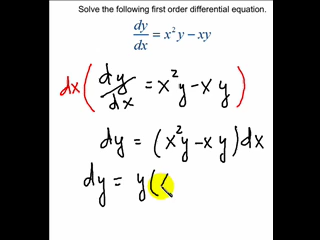 Solve the following first order differential equation.
dy/dx = x²y − xy
dx( dy/dx = x²y − xy )
dy = (x²y − xy)dx
dy = y(